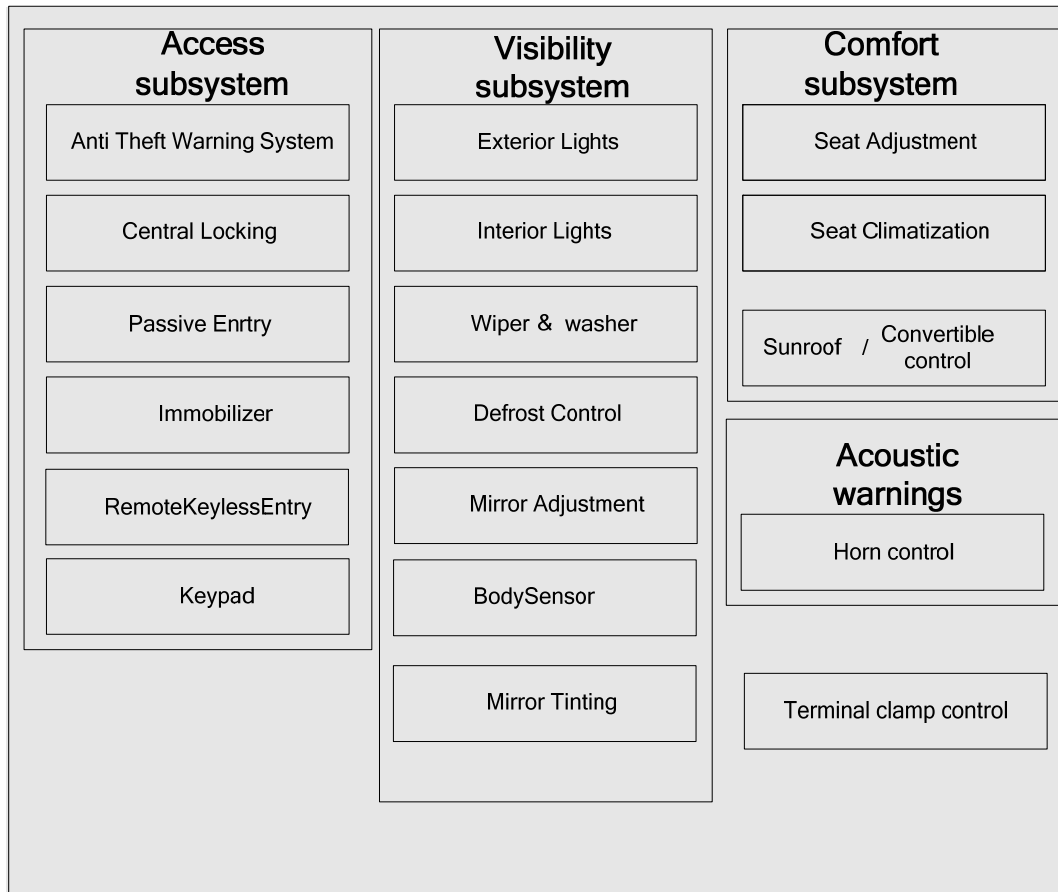 Access
subsystem
Anti Theft Warning System
Central Locking
Passive Enrtry
Immobilizer
RemoteKeylessEntry
Keypad
Visibility
subsystem
Exterior Lights
Interior Lights
Wiper & washer
Defrost Control
Mirror Adjustment
BodySensor
Mirror Tinting
Comfort
subsystem
Seat Adjustment
Seat Climatization
Sunroof / Convertible
control
Acoustic
warnings
Horn control
Terminal clamp control